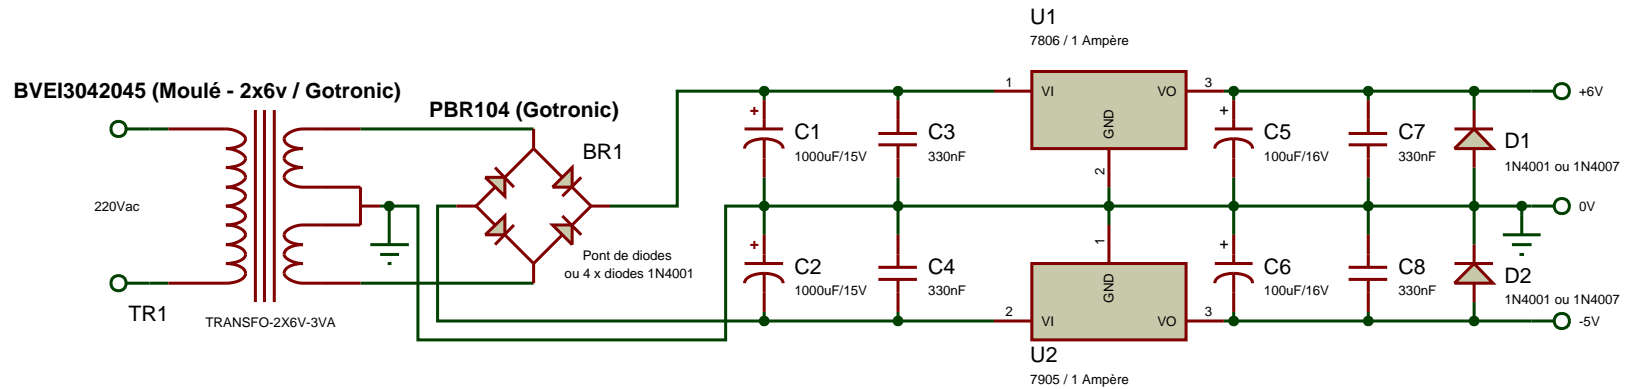 U1
7806 / 1 Ampère
BVEI3042045 (Moulé - 2x6v / Gotronic)
PBR104 (Gotronic)
BR1
220Vac
TR1
TRANSFO-2X6V-3VA
Pont de diodes
ou 4 x diodes 1N4001
+
C1
1000uF/15V
C3
330nF
1
VI
VO
3
GND
2
+
C5
100uF/16V
C7
330nF
D1
1N4001 ou 1N4007
+6V
0V
+
C2
1000uF/15V
C4
330nF
1
GND
2
VI
VO
3
+
C6
100uF/16V
C8
330nF
D2
1N4001 ou 1N4007
-5V
U2
7905 / 1 Ampère